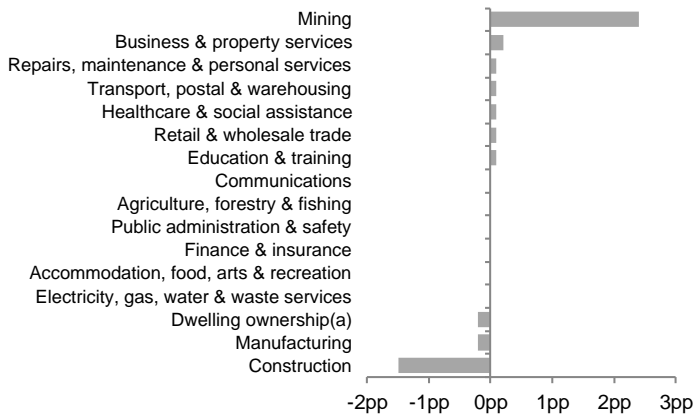 Mining
Business & property services
Repairs, maintenance & personal services
Transport, postal & warehousing
Healthcare & social assistance
Retail & wholesale trade
Education & training
Communications
Agriculture, forestry & fishing
Public administration & safety
Finance & insurance
Accommodation, food, arts & recreation
Electricity, gas, water & waste services
Dwelling ownership(a)
Manufacturing
Construction
-2pp -1pp 0pp 1pp 2pp 3pp